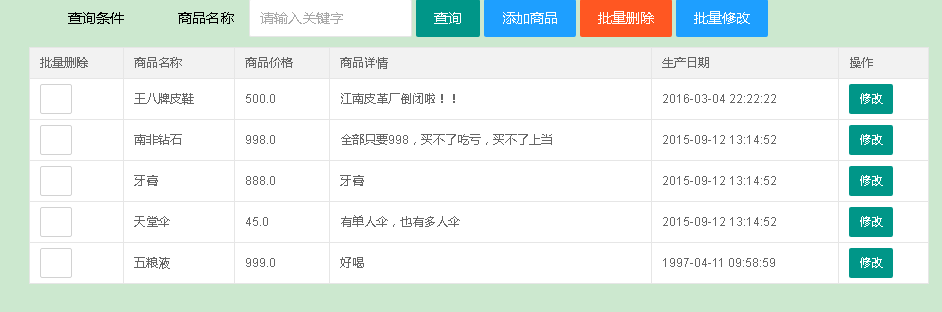 查询条件 商品名称 请输入关键字 查询 添加商品 批量删除 批量修改
批量删除 商品名称 商品价格 商品详情 生产日期 操作
王八牌皮鞋 500.0 江南皮革厂倒闭啦！！ 2016-03-04 22:22:22 修改
南非钻石 998.0 全部只要998，买不了吃亏，买不了上当 2015-09-12 13:14:52 修改
牙膏 888.0 牙膏 2015-09-12 13:14:52 修改
天堂伞 45.0 有单人伞，也有多人伞 2015-09-12 13:14:52 修改
五粮液 999.0 好喝 1997-04-11 09:58:59 修改